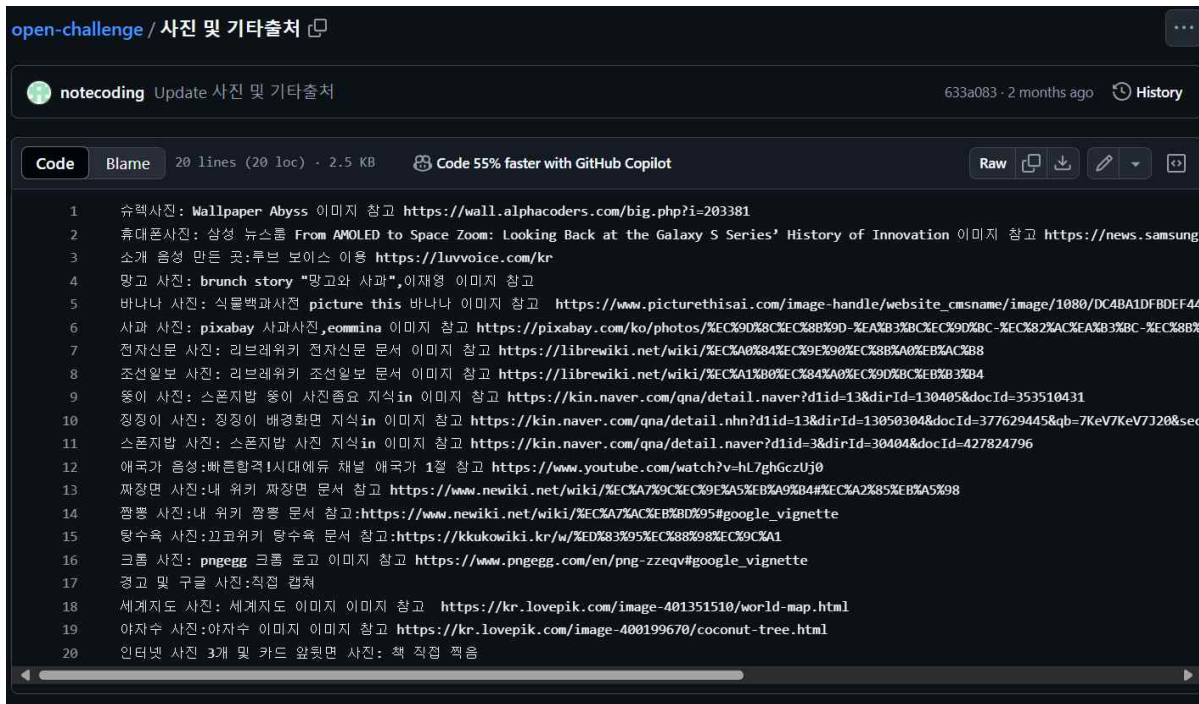 open-challenge / 사진 및 기타출처
notecoding Update 사진 및 기타출처 633a083 · 2 months ago History
Code Blame 20 lines (20 loc) · 2.5 KB Code 55% faster with GitHub Copilot Raw
1 슈렉사진: Wallpaper Abyss 이미지 참고 https://wall.alphacoders.com/big.php?i=203381
2 휴대폰사진: 삼성 뉴스룸 From AMOLED to Space Zoom: Looking Back at the Galaxy S Series’ History of Innovation 이미지 참고 https://news.samsung
3 소개 음성 만든 곳:루브 보이스 이용 https://luvvoice.com/kr
4 망고 사진: brunch story "망고와 사과",이재영 이미지 참고
5 바나나 사진: 식물백과사전 picture this 바나나 이미지 참고 https://www.picturethisai.com/image-handle/website_cmsname/image/1080/DC4BA1DFBDEF44
6 사과 사진: pixabay 사과사진,eommina 이미지 참고 https://pixabay.com/ko/photos/%EC%9D%8C%EC%8B%9D-%EA%B3%BC%EC%9D%BC-%EC%82%AC%EA%B3%BC-%EC%8B%
7 전자신문 사진: 리브레위키 전자신문 문서 이미지 참고 https://librewiki.net/wiki/%EC%A0%84%EC%9E%90%EC%8B%A0%EB%AC%B8
8 조선일보 사진: 리브레위키 조선일보 문서 이미지 참고 https://librewiki.net/wiki/%EC%A1%B0%EC%84%A0%EC%9D%BC%EB%B3%B4
9 뚱이 사진: 스폰지밥 뚱이 사진좀요 지식in 이미지 참고 https://kin.naver.com/qna/detail.naver?d1id=13&dirId=130405&docId=353510431
10 징징이 사진: 징징이 배경화면 지식in 이미지 참고 https://kin.naver.com/qna/detail.nhn?d1id=13&dirId=13050304&docId=377629445&qb=7KeV7KeV7J20&sec
11 스폰지밥 사진: 스폰지밥 사진 지식in 이미지 참고 https://kin.naver.com/qna/detail.naver?d1id=3&dirId=30404&docId=427824796
12 애국가 음성:빠른합격!시대에듀 채널 애국가 1절 참고 https://www.youtube.com/watch?v=hL7ghGczUj0
13 짜장면 사진:내 위키 짜장면 문서 참고 https://www.newiki.net/wiki/%EC%A7%9C%EC%9E%A5%EB%A9%B4#%EC%A2%85%EB%A5%98
14 짬뽕 사진:내 위키 짬뽕 문서 참고:https://www.newiki.net/wiki/%EC%A7%AC%EB%BD%95#google_vignette
15 탕수육 사진:끄코위키 탕수육 문서 참고:https://kkukowiki.kr/w/%ED%83%95%EC%88%98%EC%9C%A1
16 크롬 사진: pngegg 크롬 로고 이미지 참고 https://www.pngegg.com/en/png-zzeqv#google_vignette
17 경고 및 구글 사진:직접 캡쳐
18 세계지도 사진: 세계지도 이미지 이미지 참고 https://kr.lovepik.com/image-401351510/world-map.html
19 야자수 사진:야자수 이미지 이미지 참고 https://kr.lovepik.com/image-400199670/coconut-tree.html
20 인터넷 사진 3개 및 카드 앞뒷면 사진: 책 직접 찍음